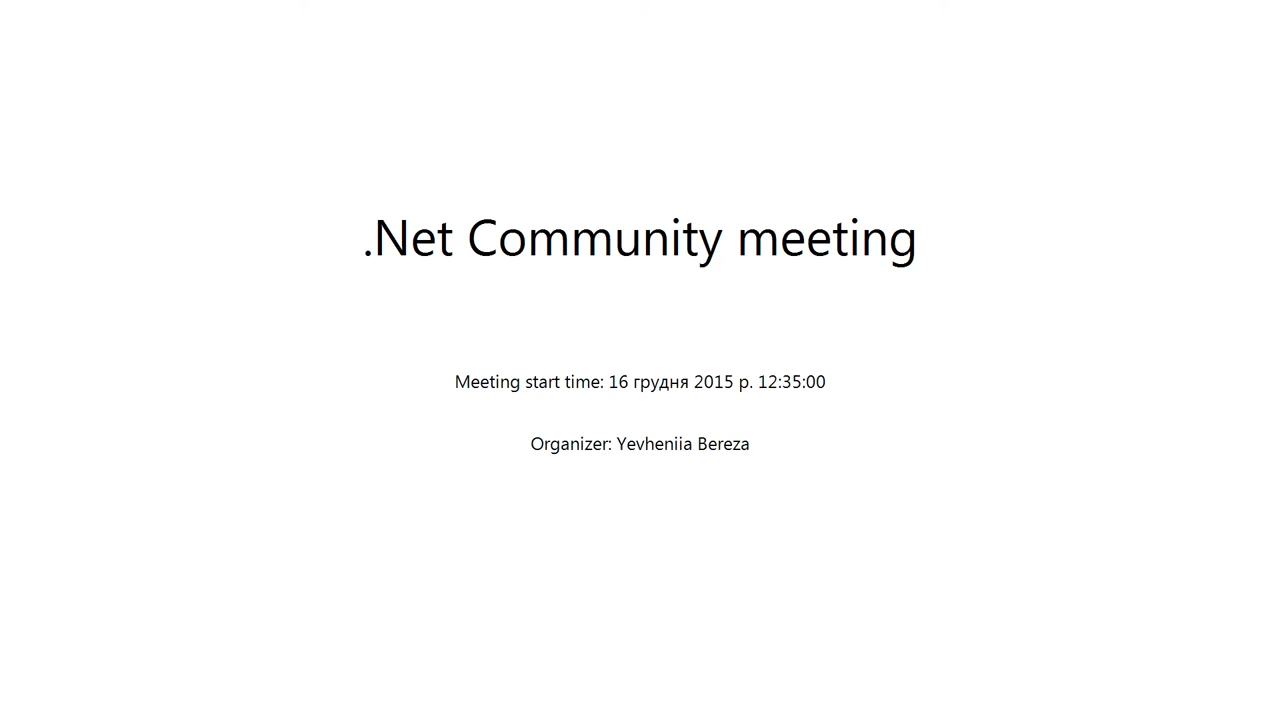 .Net Community meeting
Meeting start time: 16 грудня 2015 р. 12:35:00
Organizer: Yevheniia Bereza